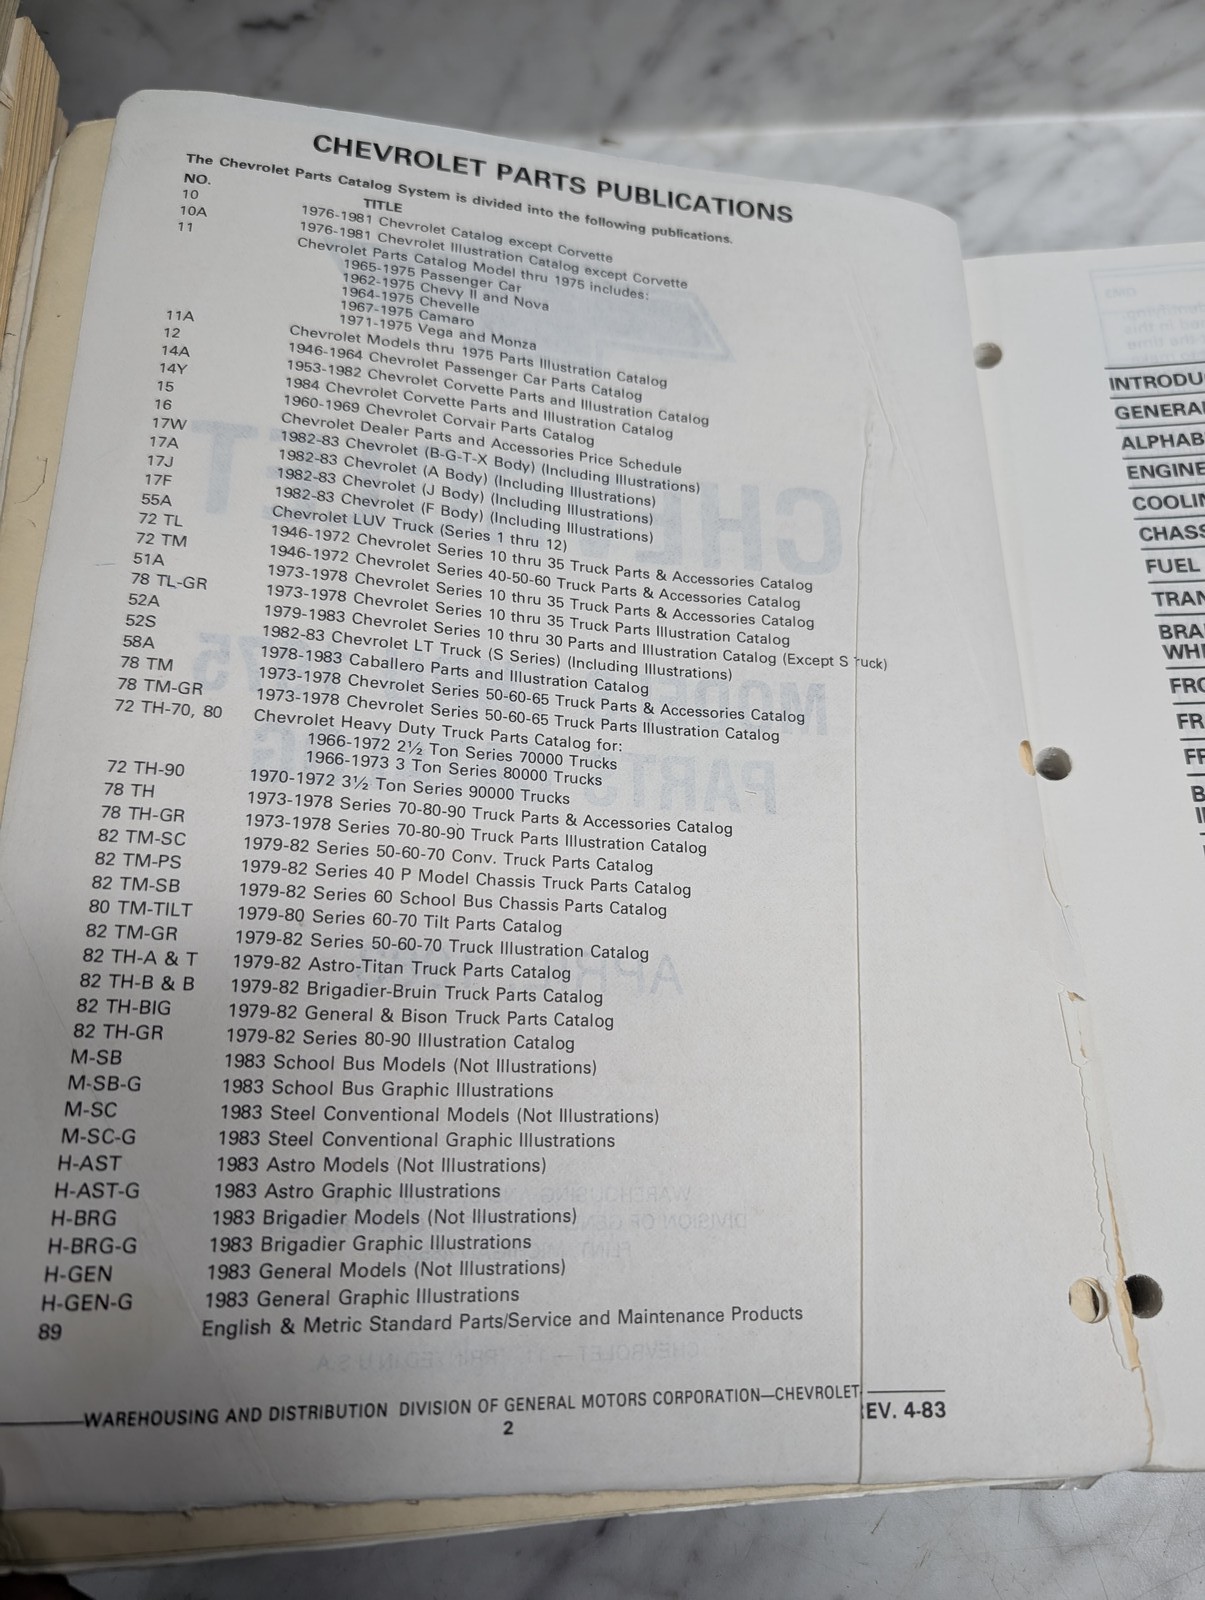 CHEVROLET PARTS PUBLICATIONS
The Chevrolet Parts Catalog System is divided into the following publications.
NO. TITLE
10 1976-1981 Chevrolet Catalog except Corvette
10A 1976-1981 Chevrolet Illustration Catalog except Corvette
11 Chevrolet Parts Catalog Model thru 1975 includes:
1965-1975 Passenger Car
1962-1975 Chevy II and Nova
1964-1975 Chevelle
1967-1975 Camaro
1971-1975 Vega and Monza
11A Chevrolet Models thru 1975 Parts Illustration Catalog
12 1946-1964 Chevrolet Passenger Car Parts Catalog
14A 1953-1982 Chevrolet Corvette Parts and Illustration Catalog
14Y 1984 Chevrolet Corvette Parts and Illustration Catalog
15 1960-1969 Chevrolet Corvair Parts Catalog
16 Chevrolet Dealer Parts and Accessories Price Schedule
17W 1982-83 Chevrolet (B-G-T-X Body) (Including Illustrations)
17A 1982-83 Chevrolet (A Body) (Including Illustrations)
17J 1982-83 Chevrolet (J Body) (Including Illustrations)
17F 1982-83 Chevrolet (F Body) (Including Illustrations)
55A Chevrolet LUV Truck (Series 1 thru 12)
72 TL 1946-1972 Chevrolet Series 10 thru 35 Truck Parts & Accessories Catalog
72 TM 1946-1972 Chevrolet Series 40-50-60 Truck Parts & Accessories Catalog
51A 1973-1978 Chevrolet Series 10 thru 35 Truck Parts & Accessories Catalog
78 TL-GR 1973-1978 Chevrolet Series 10 thru 35 Truck Parts Illustration Catalog
52A 1979-1983 Chevrolet Series 10 thru 30 Parts and Illustration Catalog (Except S ruck)
52S 1982-83 Chevrolet LT Truck (S Series) (Including Illustrations)
58A 1978-1983 Caballero Parts and Illustration Catalog
78 TM 1973-1978 Chevrolet Series 50-60-65 Truck Parts & Accessories Catalog
78 TM-GR 1973-1978 Chevrolet Series 50-60-65 Truck Parts Illustration Catalog
72 TH-70, 80 Chevrolet Heavy Duty Truck Parts Catalog for:
1966-1972 2½ Ton Series 70000 Trucks
1966-1973 3 Ton Series 80000 Trucks
72 TH-90 1970-1972 3½ Ton Series 90000 Trucks
78 TH 1973-1978 Series 70-80-90 Truck Parts & Accessories Catalog
78 TH-GR 1973-1978 Series 70-80-90 Truck Parts Illustration Catalog
82 TM-SC 1979-82 Series 50-60-70 Conv. Truck Parts Catalog
82 TM-PS 1979-82 Series 40 P Model Chassis Truck Parts Catalog
82 TM-SB 1979-82 Series 60 School Bus Chassis Parts Catalog
80 TM-TILT 1979-80 Series 60-70 Tilt Parts Catalog
82 TM-GR 1979-82 Series 50-60-70 Truck Illustration Catalog
82 TH-A & T 1979-82 Astro-Titan Truck Parts Catalog
82 TH-B & B 1979-82 Brigadier-Bruin Truck Parts Catalog
82 TH-BIG 1979-82 General & Bison Truck Parts Catalog
82 TH-GR 1979-82 Series 80-90 Illustration Catalog
M-SB 1983 School Bus Models (Not Illustrations)
M-SB-G 1983 School Bus Graphic Illustrations
M-SC 1983 Steel Conventional Models (Not Illustrations)
M-SC-G 1983 Steel Conventional Graphic Illustrations
H-AST 1983 Astro Models (Not Illustrations)
H-AST-G 1983 Astro Graphic Illustrations
H-BRG 1983 Brigadier Models (Not Illustrations)
H-BRG-G 1983 Brigadier Graphic Illustrations
H-GEN 1983 General Models (Not Illustrations)
H-GEN-G 1983 General Graphic Illustrations
89 English & Metric Standard Parts/Service and Maintenance Products
WAREHOUSING AND DISTRIBUTION DIVISION OF GENERAL MOTORS CORPORATION—CHEVROLET
2
EV. 4-83
INTRODU
GENERA
ALPHAB
ENGINE
COOLI
CHASS
FUEL
TRAN
BRA
WH
FRO
FR